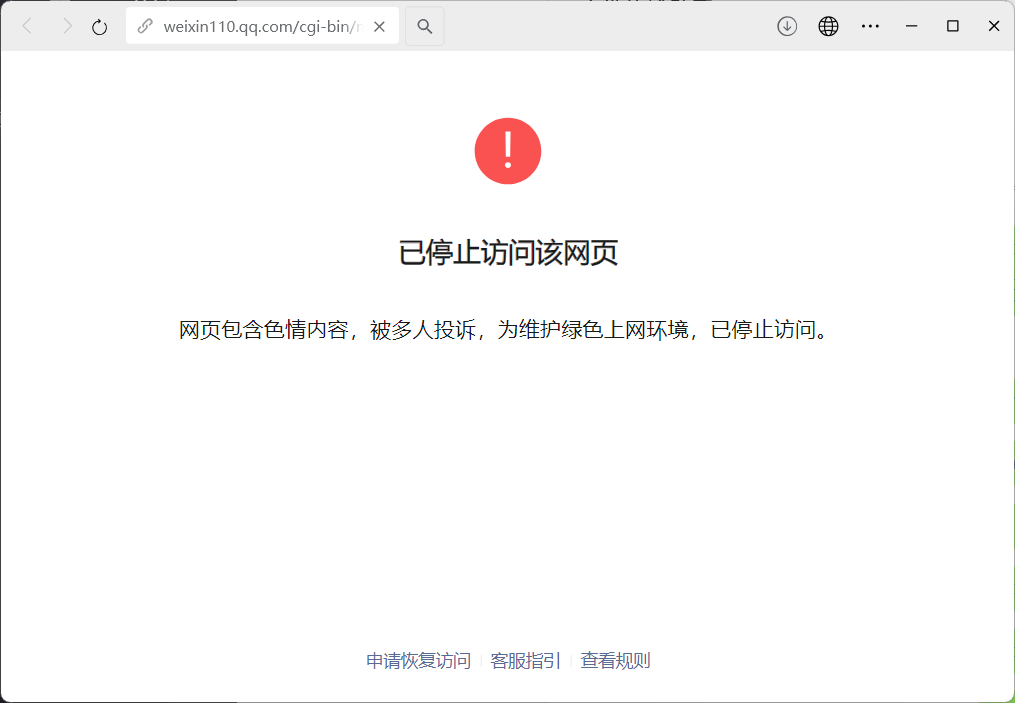 weixin110.qq.com/cgi-bin/
已停止访问该网页
网页包含色情内容，被多人投诉，为维护绿色上网环境，已停止访问。
申请恢复访问 客服指引 查看规则